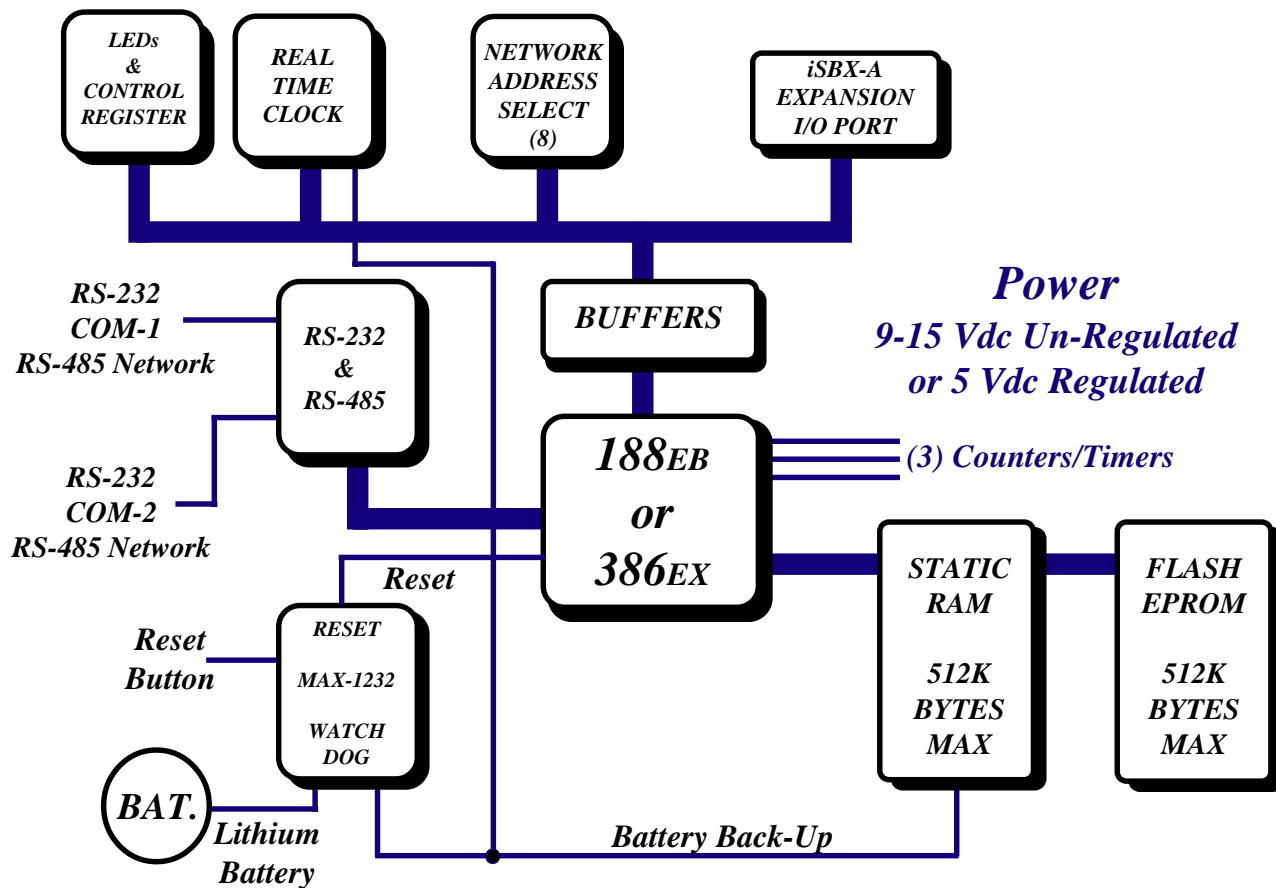 LEDs
&
CONTROL
REGISTER
REAL
TIME
CLOCK
NETWORK
ADDRESS
SELECT
(8)
iSBX-A
EXPANSION
I/O PORT
RS-232
COM-1
RS-485 Network
RS-232
&
RS-485
BUFFERS
Power
9-15 Vdc Un-Regulated
or 5 Vdc Regulated
188EB
or
386EX
(3) Counters/Timers
RS-232
COM-2
RS-485 Network
Reset
STATIC
RAM
512K
BYTES
MAX
FLASH
EPROM
512K
BYTES
MAX
Reset
Button
RESET
MAX-1232
WATCH
DOG
BAT.
Lithium
Battery
Battery Back-Up